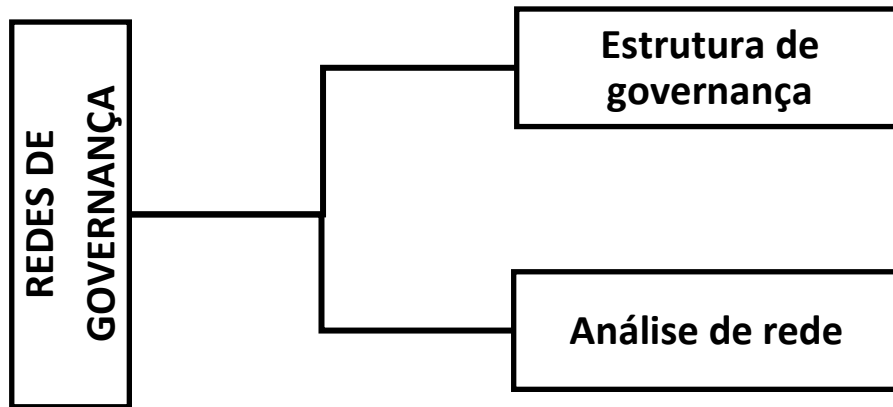 REDES DE
GOVERNANÇA
Estrutura de
governança
Análise de rede